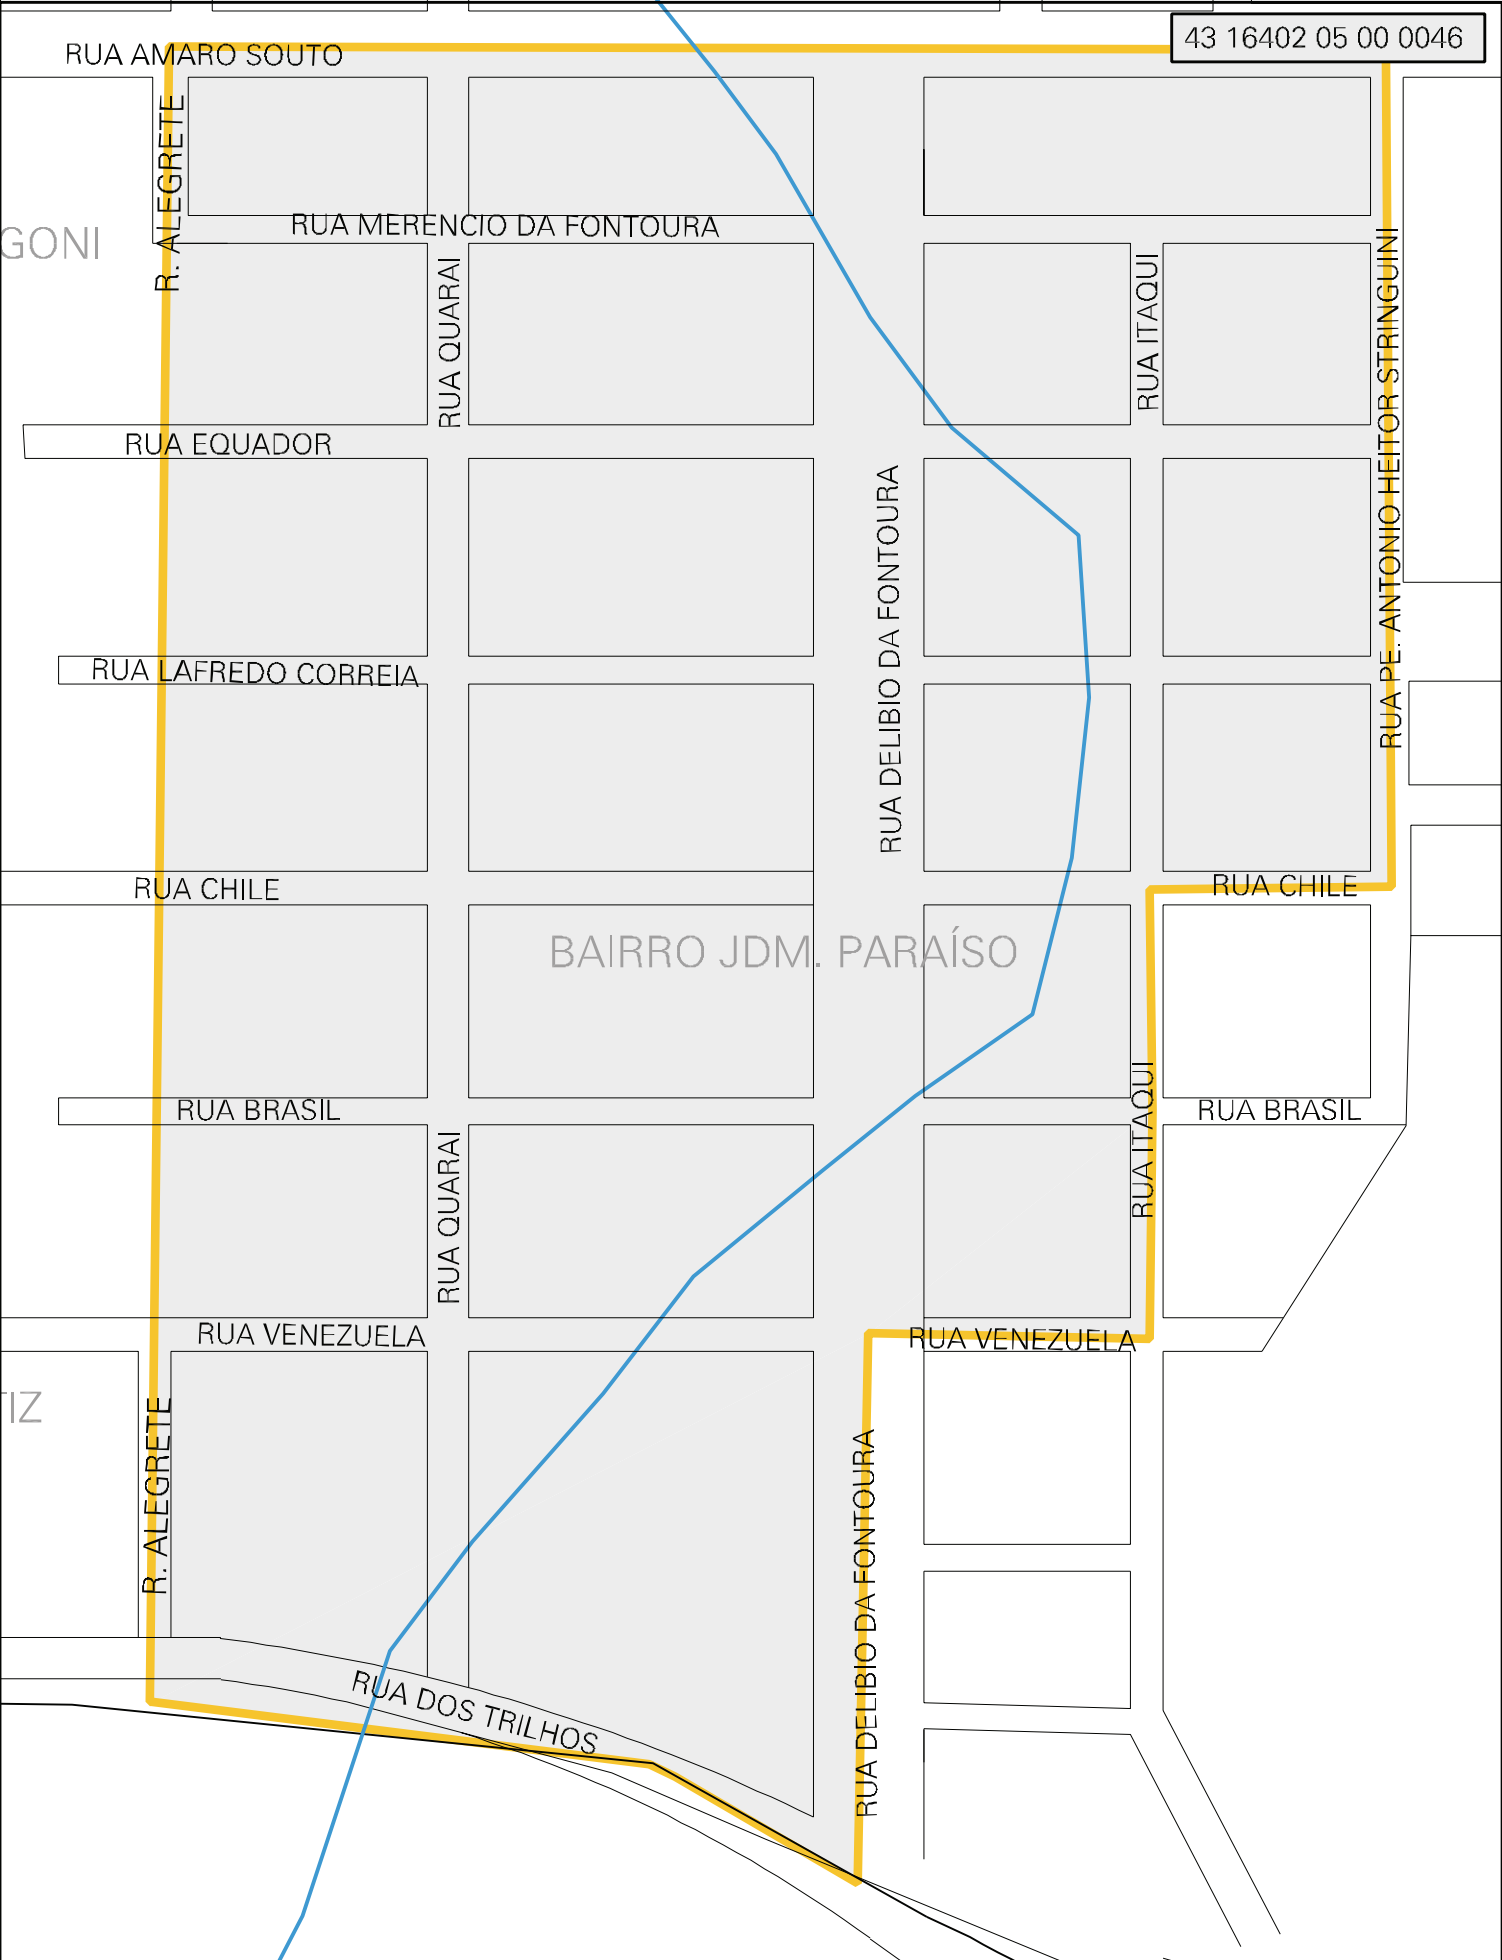 43 16402 05 00 0046
RUA AMARO SOUTO
R. ALEGRETE
RUA MERENCIO DA FONTOURA
GONI
RUA QUARAI
RUA ITAQUI
RUA PE. ANTONIO HEITOR STRINGUINI
RUA EQUADOR
RUA DELIBIO DA FONTOURA
RUA LAFREDO CORREIA
RUA CHILE
RUA CHILE
BAIRRO JDM. PARAÍSO
RUA ITAQUI
RUA BRASIL
RUA BRASIL
RUA QUARAI
RUA VENEZUELA
RUA VENEZUELA
TIZ
R. ALEGRETE
RUA DELIBIO DA FONTOURA
RUA DOS TRILHOS